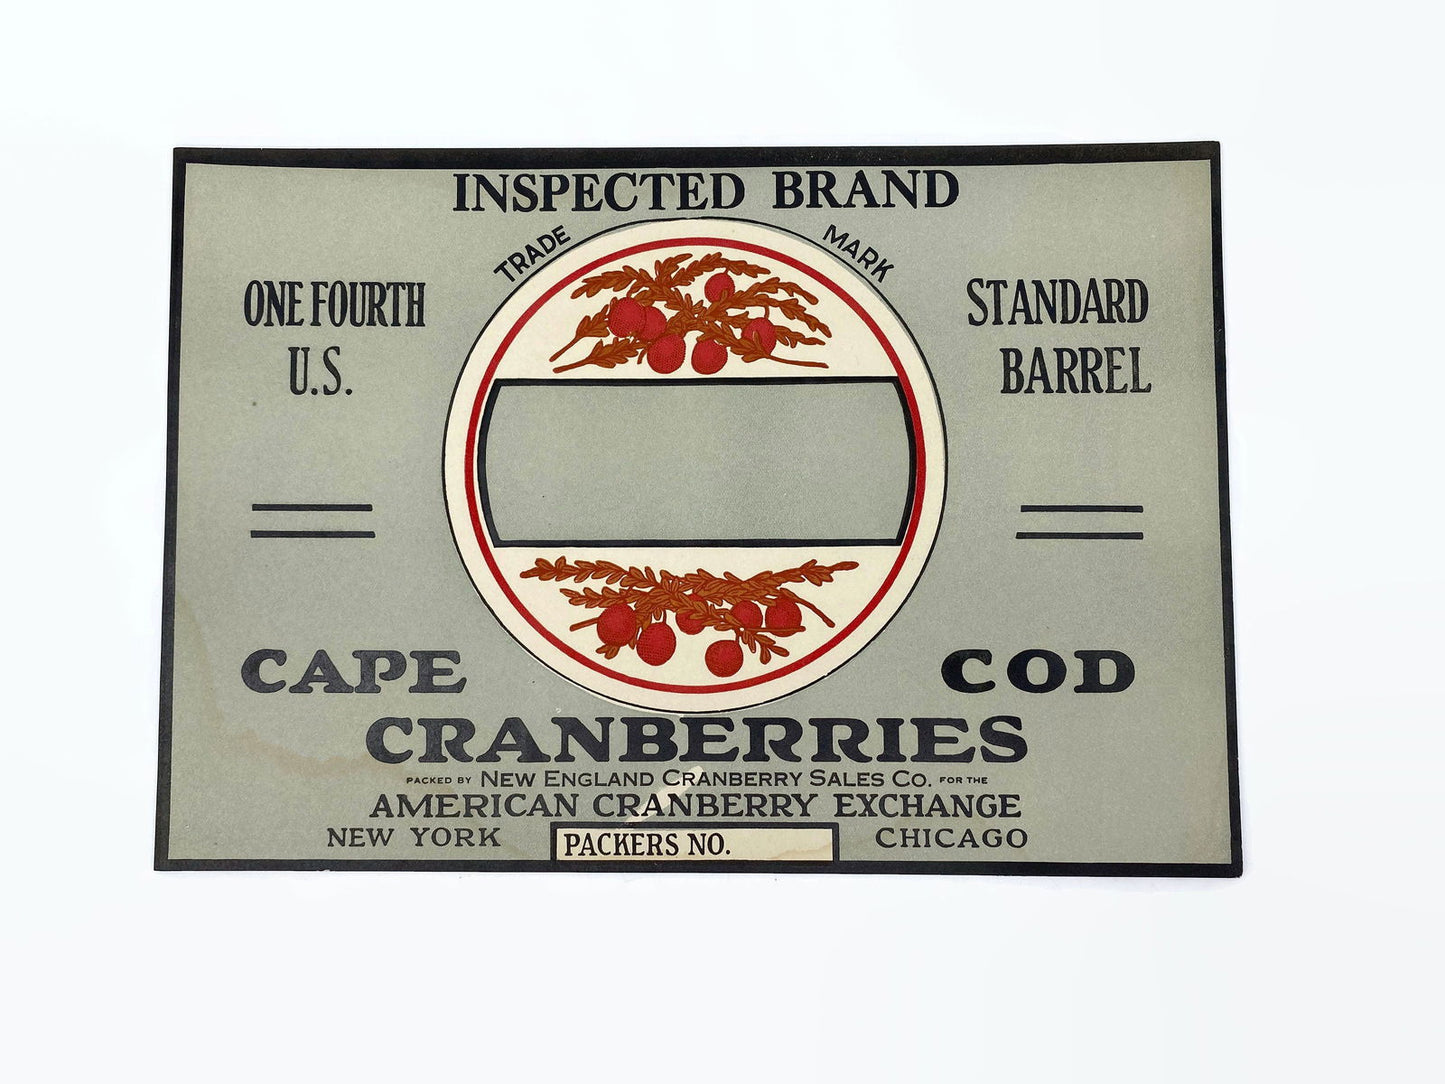 INSPECTED BRAND
TRADE MARK
ONE FOURTH
U.S.
STANDARD
BARREL
CAPE COD
CRANBERRIES
PACKED BY NEW ENGLAND CRANBERRY SALES CO. FOR THE
AMERICAN CRANBERRY EXCHANGE
NEW YORK
PACKERS NO.
CHICAGO